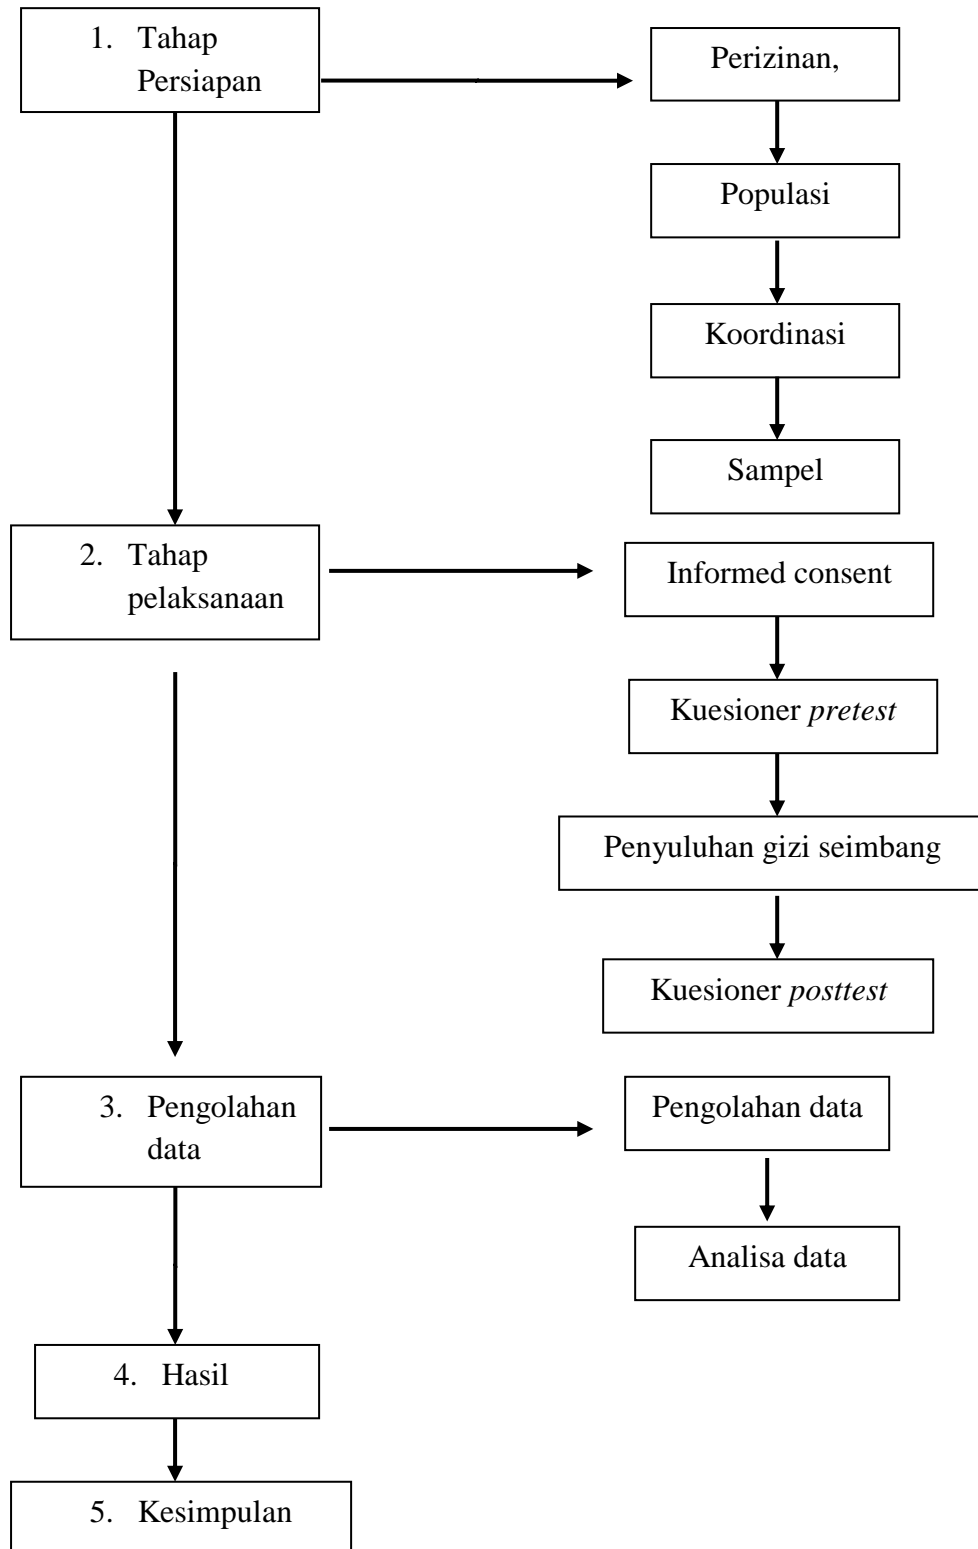 1. Tahap
Persiapan
Perizinan,
Populasi
Koordinasi
Sampel
2. Tahap
pelaksanaan
Informed consent
Kuesioner pretest
Penyuluhan gizi seimbang
Kuesioner posttest
3. Pengolahan
data
Pengolahan data
Analisa data
4. Hasil
5. Kesimpulan